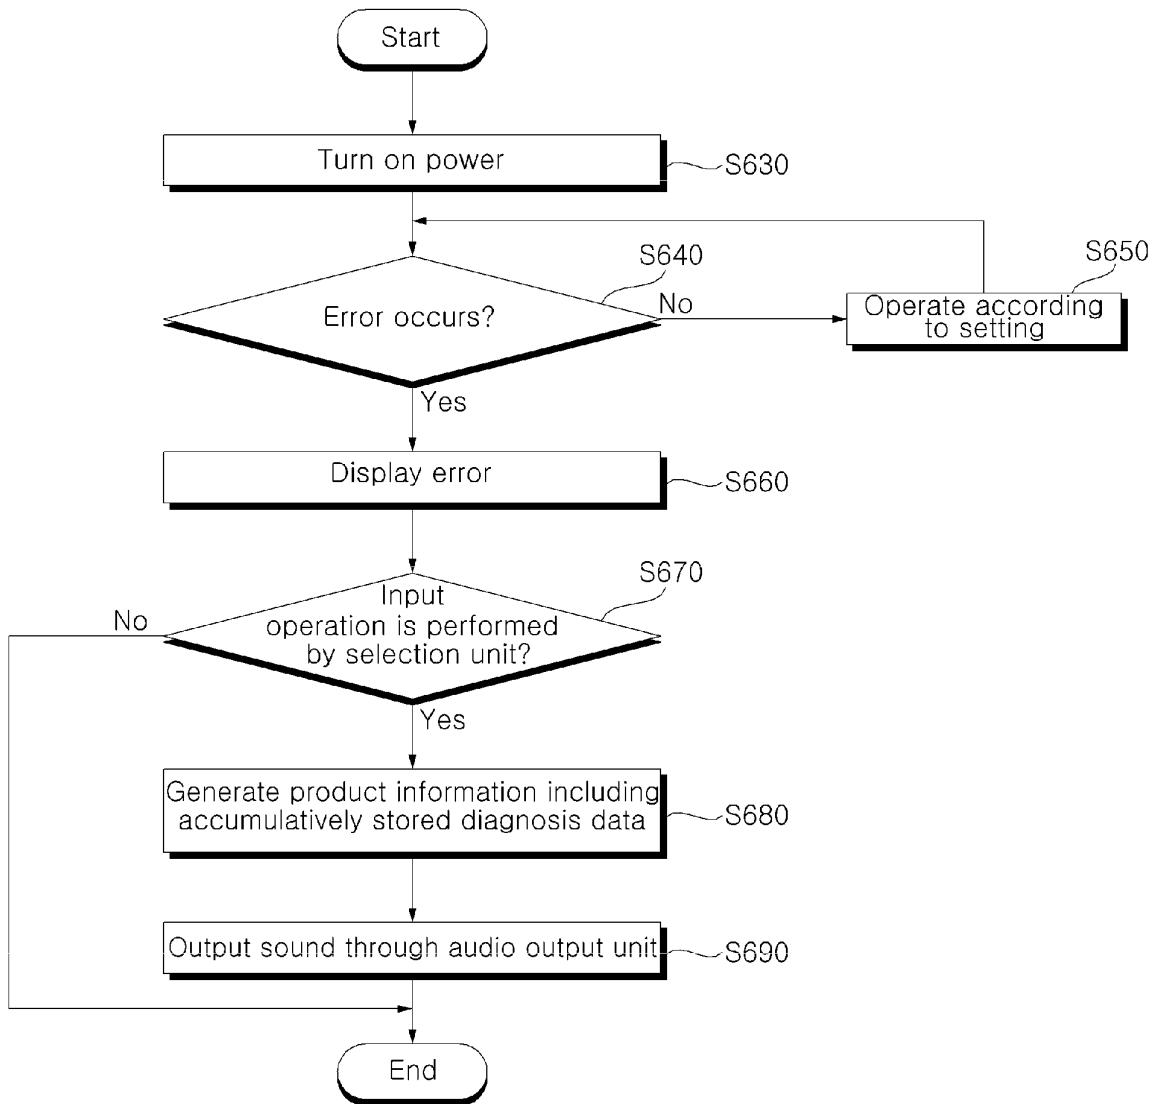 Start
Turn on power
S630
S640
Error occurs?
No
S650
Operate according
to setting
Yes
Display error
S660
S670
Input
operation is performed
by selection unit?
No
Yes
Generate product information including
accumulatively stored diagnosis data
S680
Output sound through audio output unit
S690
End